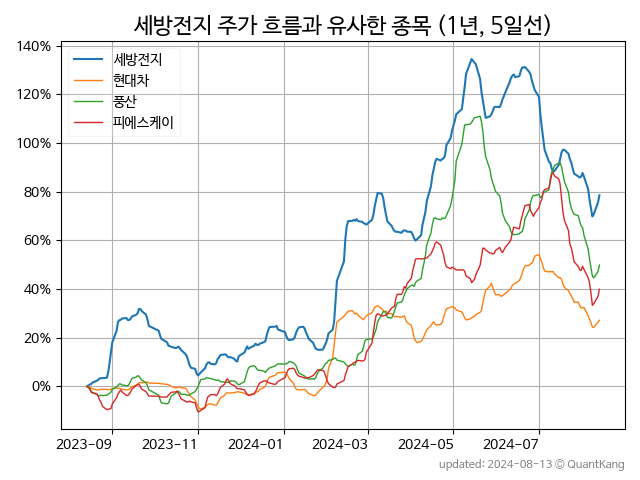 세방전지 주가 흐름과 유사한 종목 (1년, 5일선)
140%
120%
100%
80%
60%
40%
20%
0%
세방전지
현대차
풍산
피에스케이
2023-09 2023-11 2024-01 2024-03 2024-05 2024-07
updated: 2024-08-13 © QuantKang